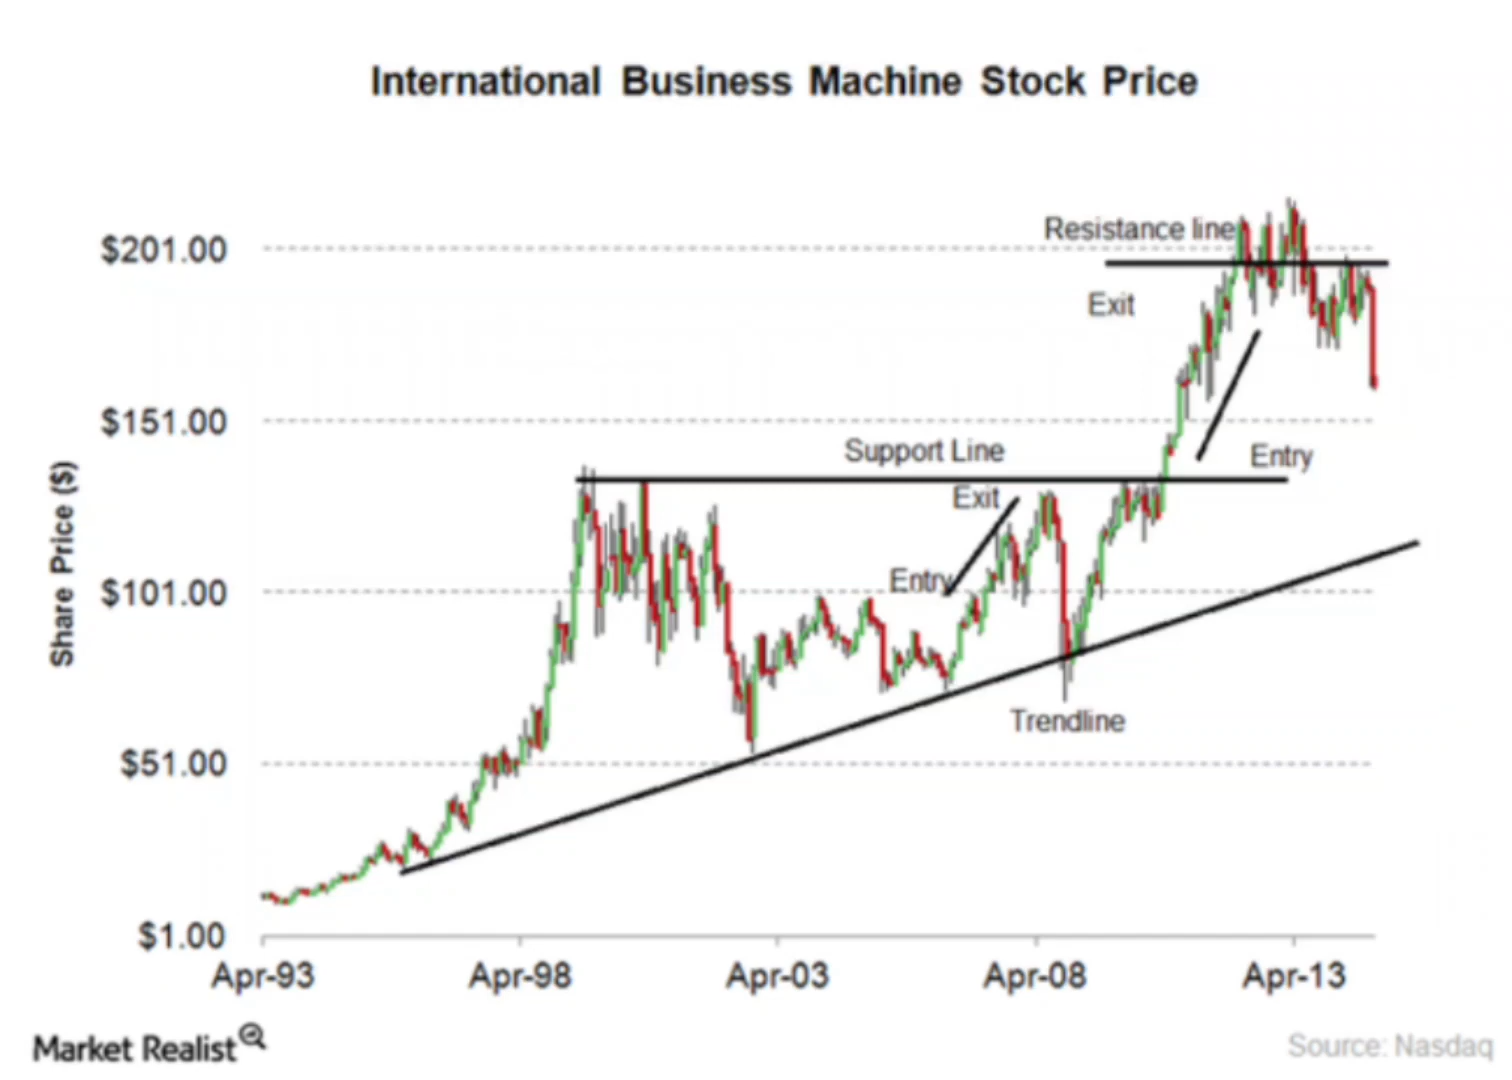 International Business Machine Stock Price
Share Price ($)
$201.00
$151.00
$101.00
$51.00
$1.00
Resistance line
Exit
Support Line
Entry
Exit
Entry
Trendline
Apr-93 Apr-98 Apr-03 Apr-08 Apr-13
Market Realist
Source: Nasdaq